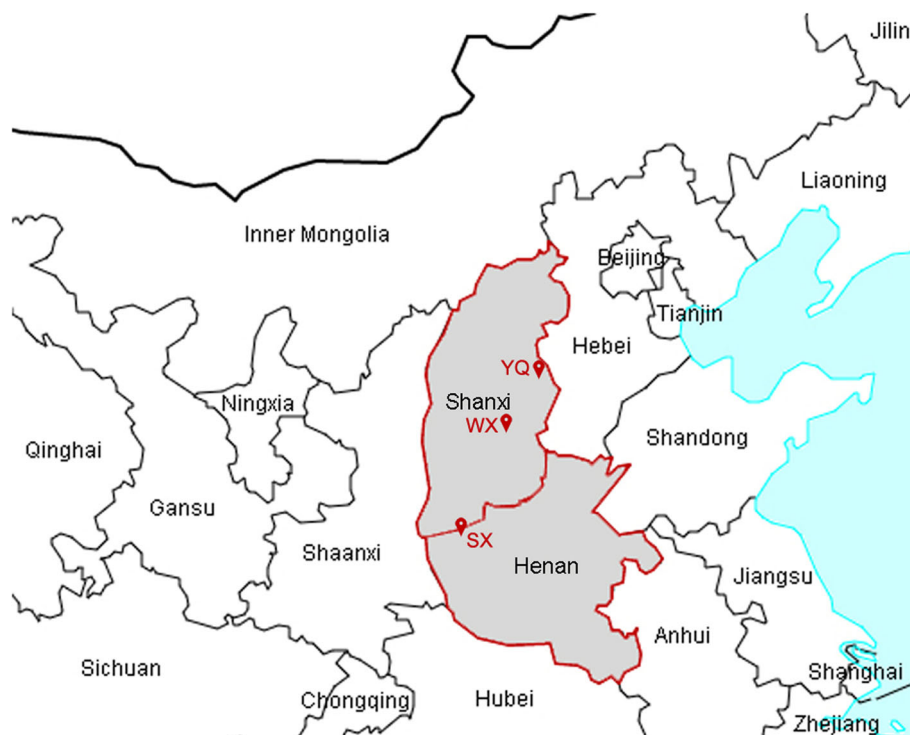 Jilin
Liaoning
Inner Mongolia
Beijing
Tianjin
Hebei
YQ
Shanxi
Ningxia
WX
Shandong
Qinghai
Gansu
SX
Shaanxi
Henan
Jiangsu
Anhui
Sichuan
Shanghai
Chongqing
Hubei
Zhejiang